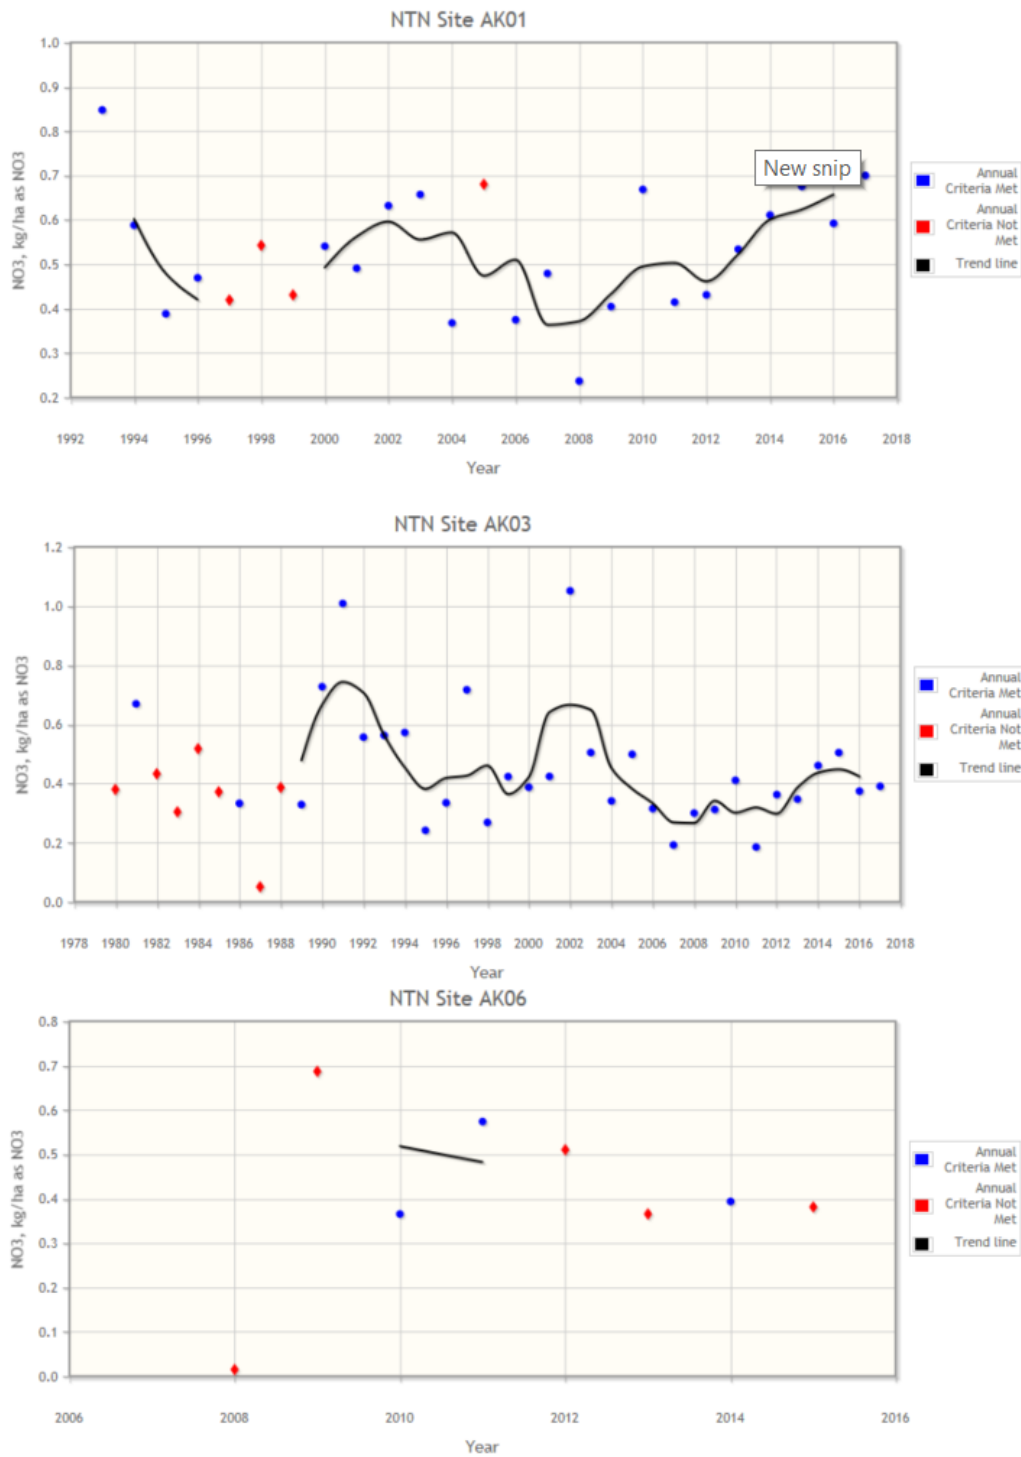 NTN Site AK01
1.0
0.9
0.8
0.7
0.6
0.5
0.4
0.3
0.2
NO3, kg/ha as NO3
1992 1994 1996 1998 2000 2002 2004 2006 2008 2010 2012 2014 2016 2018
Year
New snip
Annual
Criteria Met
Annual
Criteria Not
Met
Trend line
NTN Site AK03
1.2
1.0
0.8
0.6
0.4
0.2
0.0
NO3, kg/ha as NO3
1978 1980 1982 1984 1986 1988 1990 1992 1994 1996 1998 2000 2002 2004 2006 2008 2010 2012 2014 2016 2018
Year
Annual
Criteria Met
Annual
Criteria Not
Met
Trend line
NTN Site AK06
0.8
0.7
0.6
0.5
0.4
0.3
0.2
0.1
0.0
NO3, kg/ha as NO3
2006 2008 2010 2012 2014 2016
Year
Annual
Criteria Met
Annual
Criteria Not
Met
Trend line